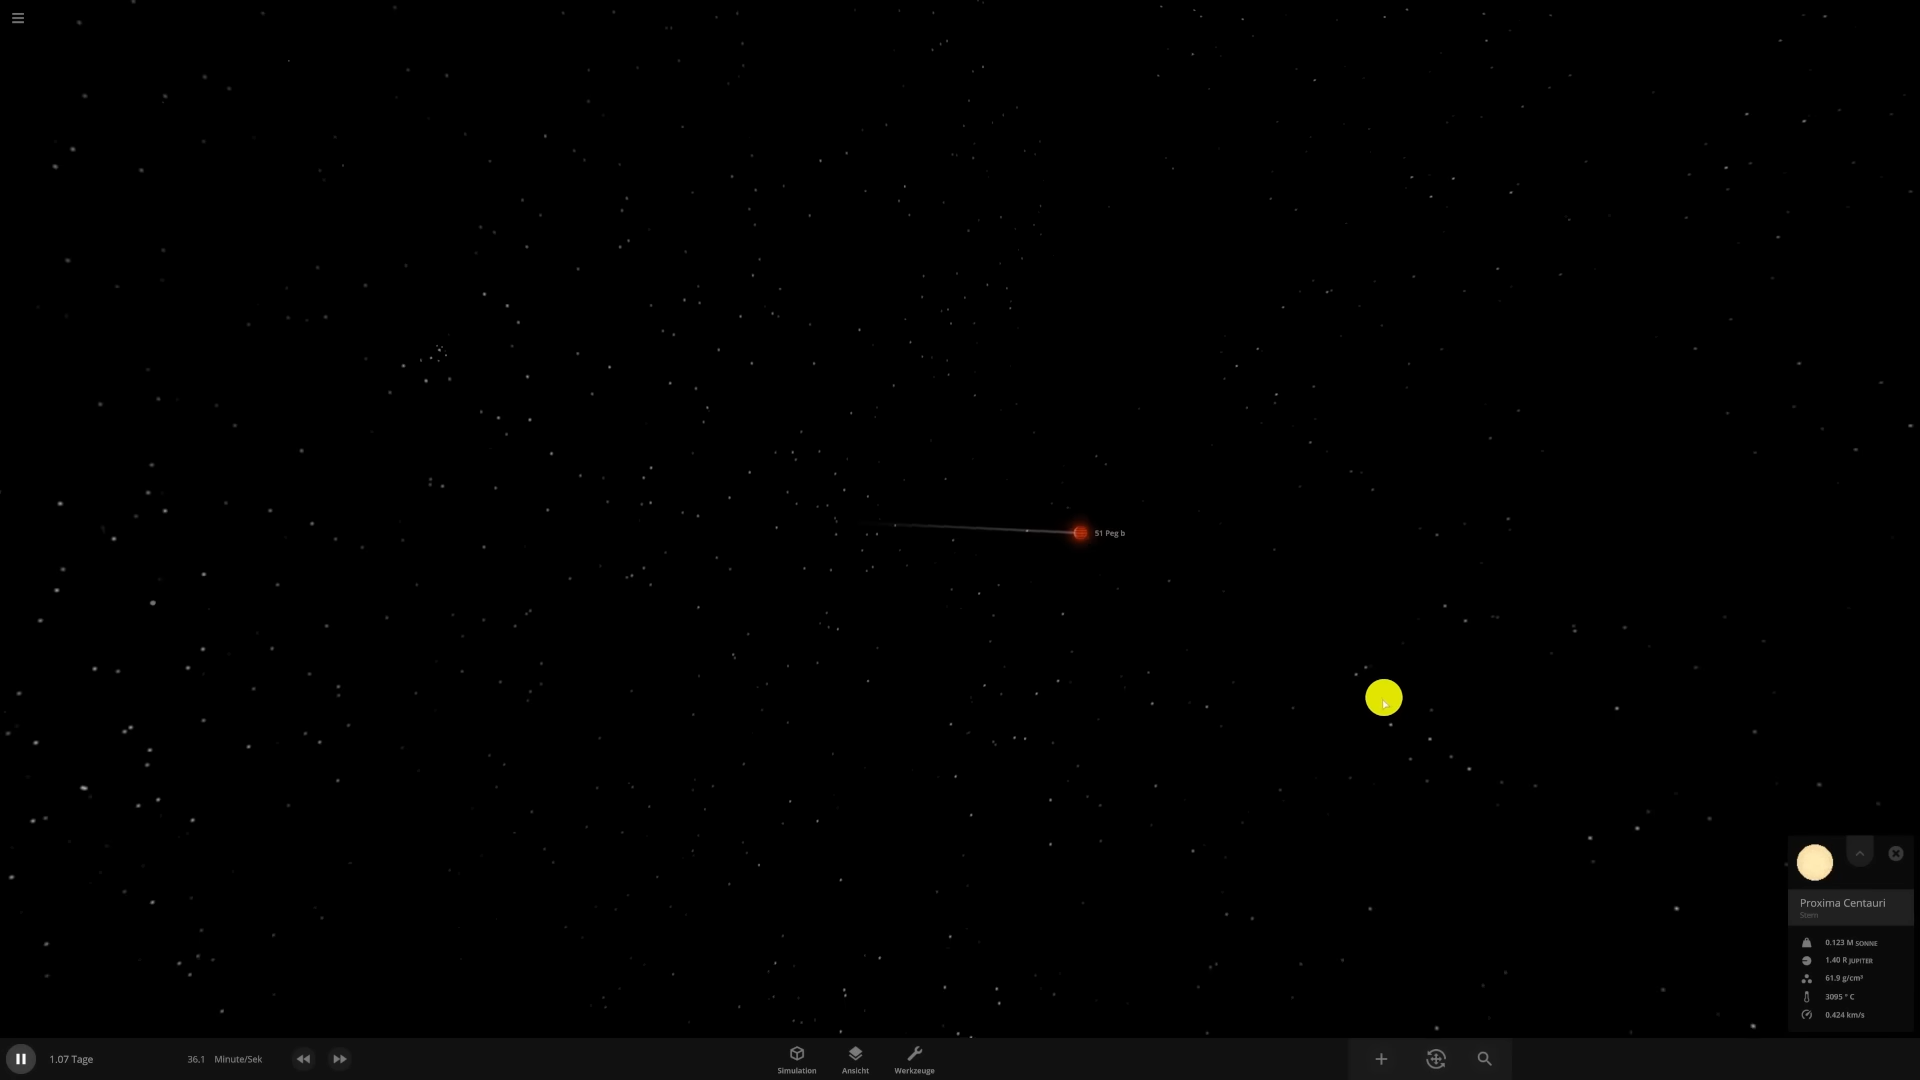 51 Peg b
Proxima Centauri
Stern
0.123 M SONNE
1.40 R JUPITER
61.9 g/cm³
3095 ° C
0.424 km/s
1.07 Tage
36,1 Minute/Sek
Simulation
Ansicht
Werkzeuge